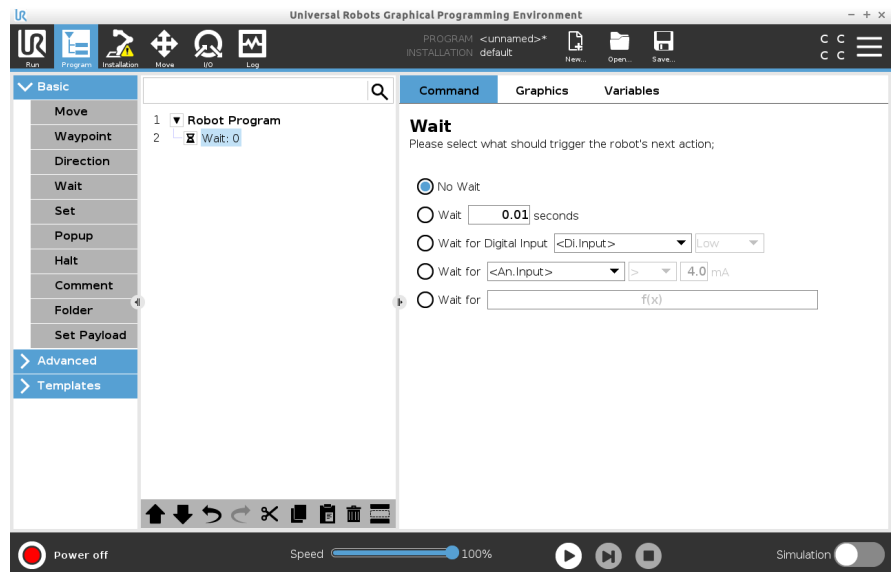 UR Universal Robots Graphical Programming Environment
PROGRAM <unnamed>*
INSTALLATION default
Run Program Installation Move I/O Log New... Open... Save...
C C
C C
Basic
Move
Waypoint
Direction
Wait
Set
Popup
Halt
Comment
Folder
Set Payload
Advanced
Templates
1 Robot Program
2 Wait: 0
Command Graphics Variables
Wait
Please select what should trigger the robot's next action;
No Wait
Wait 0.01 seconds
Wait for Digital Input <Di.Input> Low
Wait for <An.Input> > 4.0 mA
Wait for f(x)
Power off Speed 100% Simulation